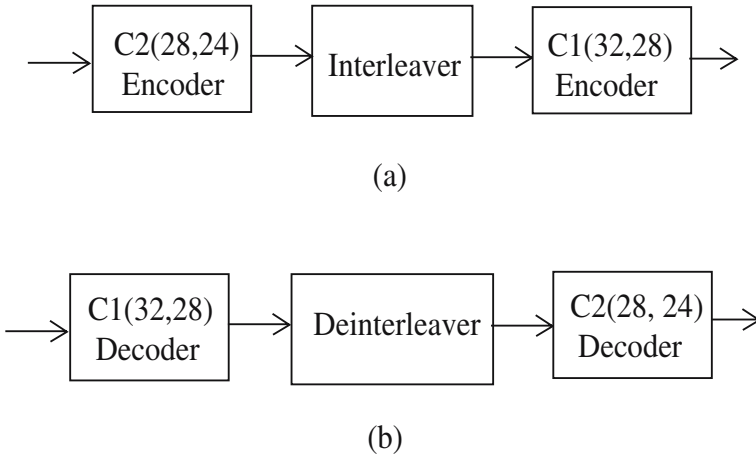 C2(28,24)
Encoder
Interleaver
C1(32,28)
Encoder
(a)
C1(32,28)
Decoder
Deinterleaver
C2(28, 24)
Decoder
(b)